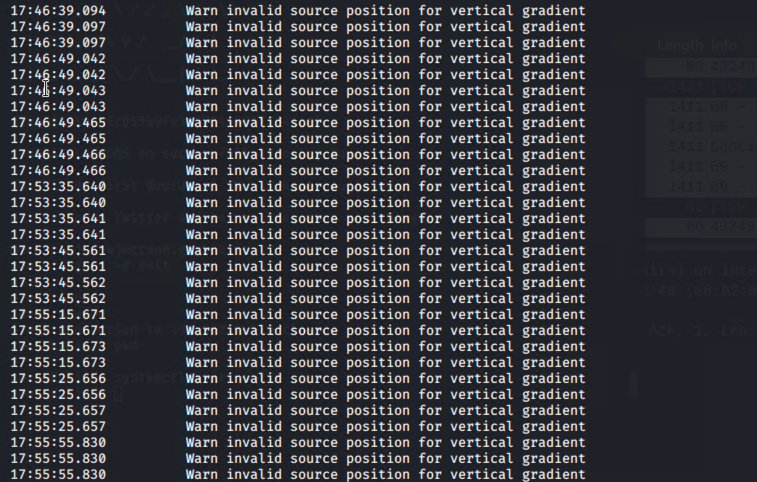 17:46:39.094 Warn invalid source position for vertical gradient
17:46:39.097 Warn invalid source position for vertical gradient
17:46:39.097 Warn invalid source position for vertical gradient
17:46:49.042 Warn invalid source position for vertical gradient
17:46:49.042 Warn invalid source position for vertical gradient
17:46:49.043 Warn invalid source position for vertical gradient
17:46:49.043 Warn invalid source position for vertical gradient
17:46:49.465 Warn invalid source position for vertical gradient
17:46:49.465 Warn invalid source position for vertical gradient
17:46:49.466 Warn invalid source position for vertical gradient
17:46:49.466 Warn invalid source position for vertical gradient
17:53:35.640 Warn invalid source position for vertical gradient
17:53:35.640 Warn invalid source position for vertical gradient
17:53:35.641 Warn invalid source position for vertical gradient
17:53:35.641 Warn invalid source position for vertical gradient
17:53:45.561 Warn invalid source position for vertical gradient
17:53:45.561 Warn invalid source position for vertical gradient
17:53:45.562 Warn invalid source position for vertical gradient
17:53:45.562 Warn invalid source position for vertical gradient
17:55:15.671 Warn invalid source position for vertical gradient
17:55:15.671 Warn invalid source position for vertical gradient
17:55:15.673 Warn invalid source position for vertical gradient
17:55:15.673 Warn invalid source position for vertical gradient
17:55:25.656 Warn invalid source position for vertical gradient
17:55:25.656 Warn invalid source position for vertical gradient
17:55:25.657 Warn invalid source position for vertical gradient
17:55:25.657 Warn invalid source position for vertical gradient
17:55:55.830 Warn invalid source position for vertical gradient
17:55:55.830 Warn invalid source position for vertical gradient
17:55:55.830 Warn invalid source position for vertical gradient
Length Info
Twitter